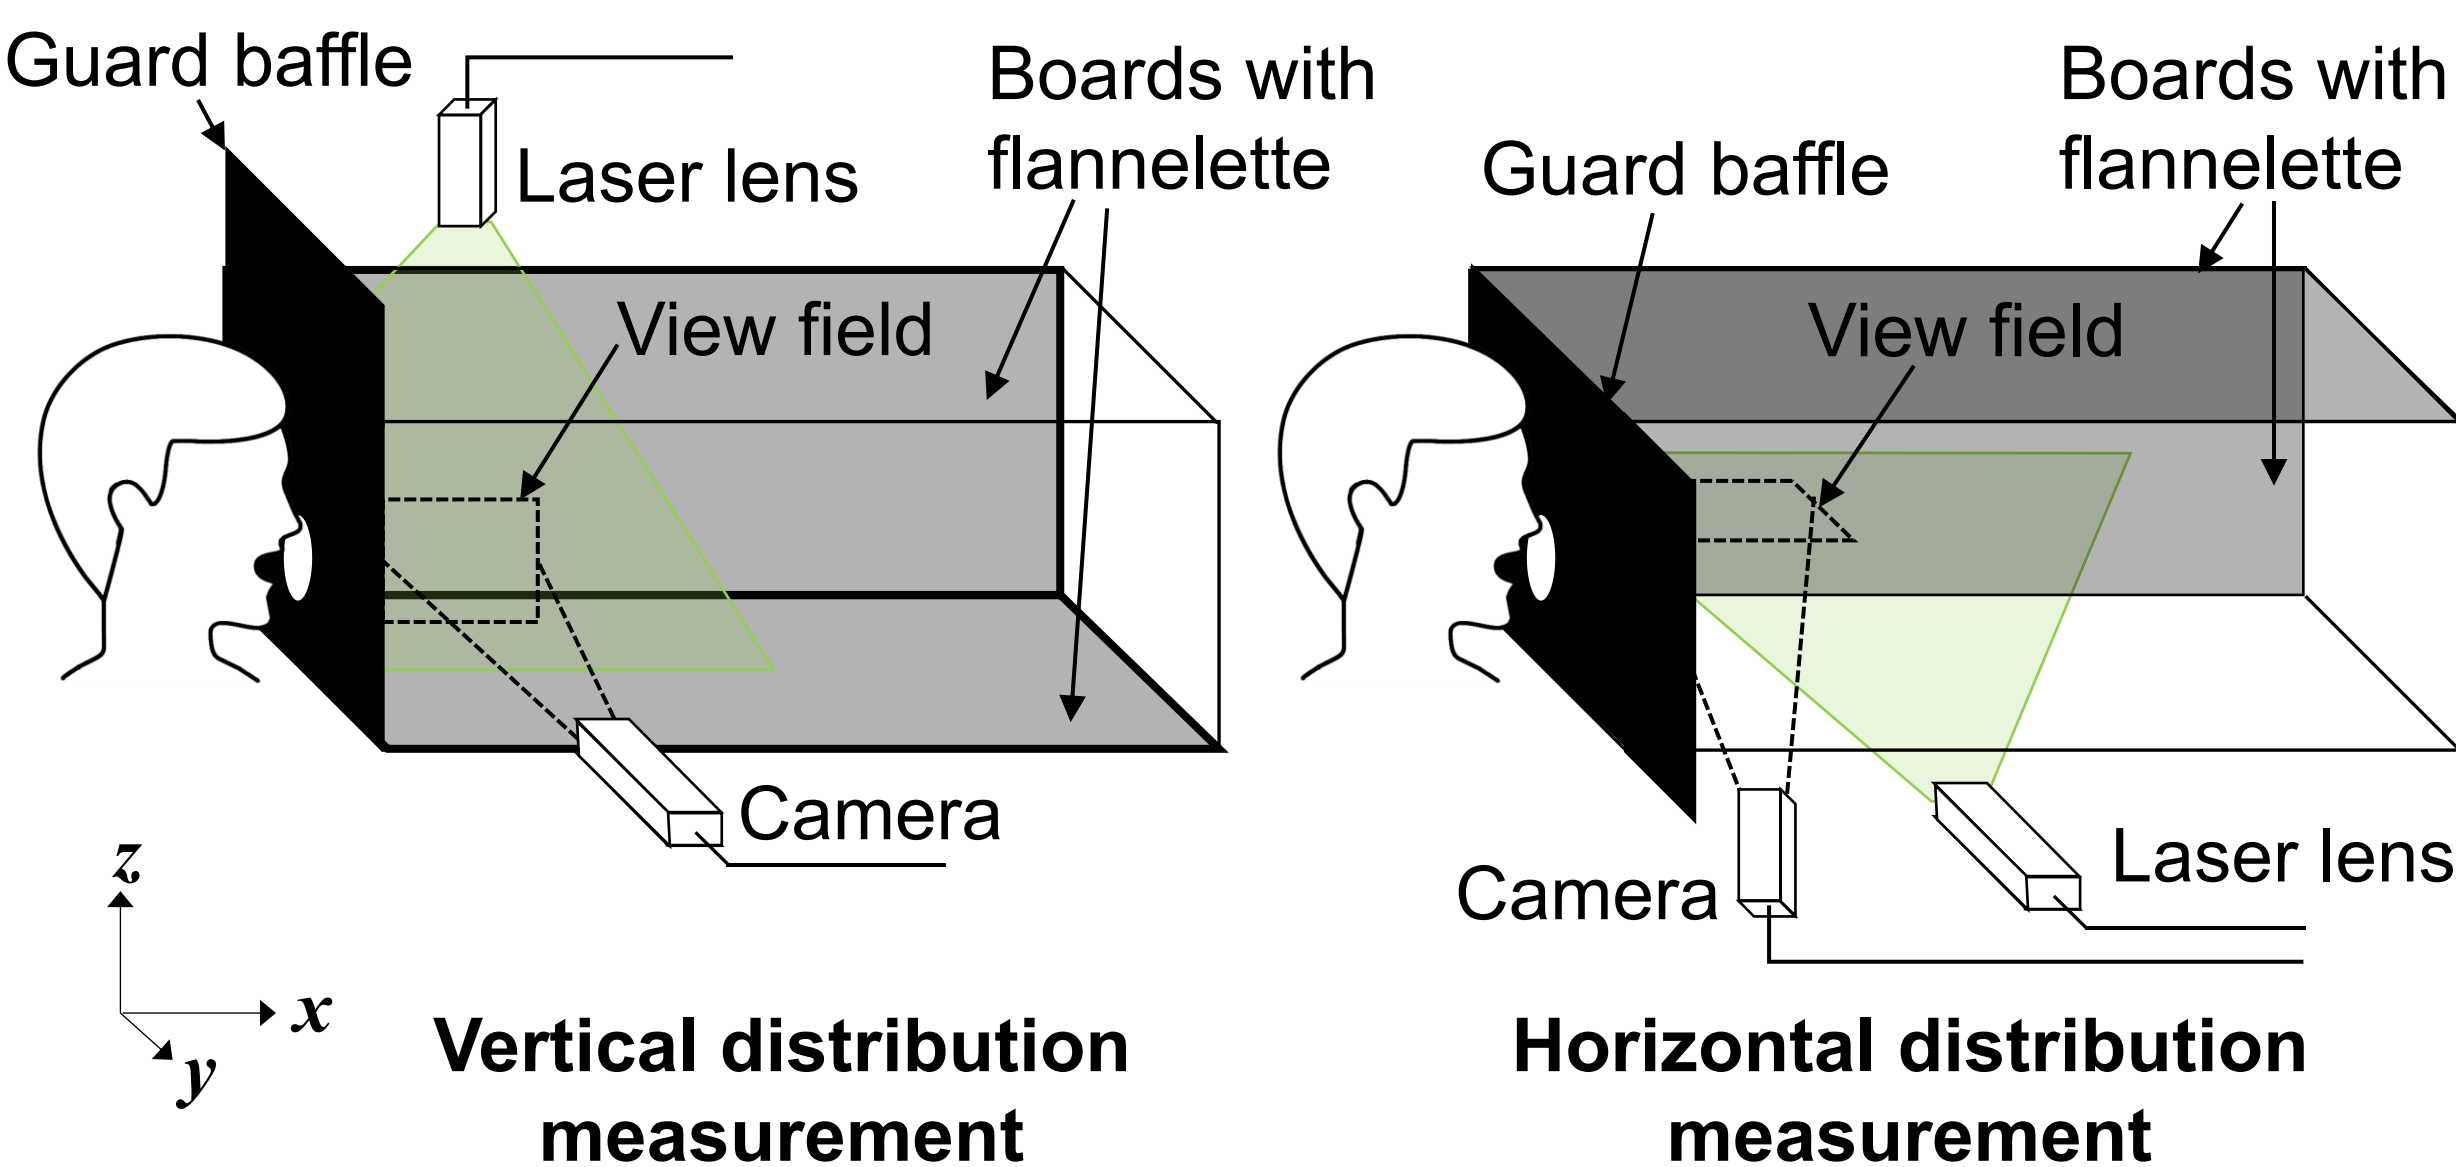 Guard baffle
Laser lens
Boards with
flannelette
View field
Camera
z
x
y
Vertical distribution
measurement
Boards with
flannelette
Guard baffle
View field
Camera
Laser lens
Horizontal distribution
measurement